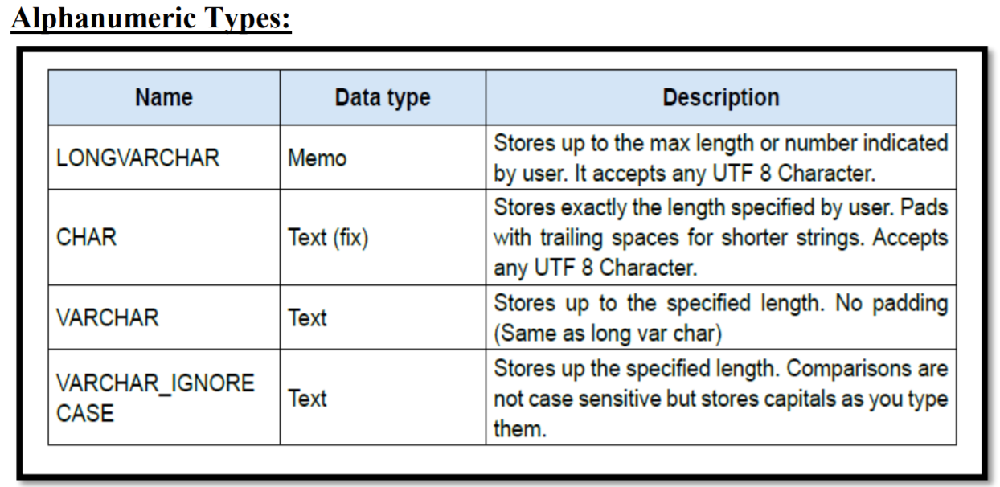 Alphanumeric Types:
Name Data type Description
LONGVARCHAR Memo Stores up to the max length or number indicated
by user. It accepts any UTF 8 Character.
CHAR Text (fix) Stores exactly the length specified by user. Pads
with trailing spaces for shorter strings. Accepts
any UTF 8 Character.
VARCHAR Text Stores up to the specified length. No padding
(Same as long var char)
VARCHAR_IGNORE
CASE Text Stores up the specified length. Comparisons are
not case sensitive but stores capitals as you type
them.